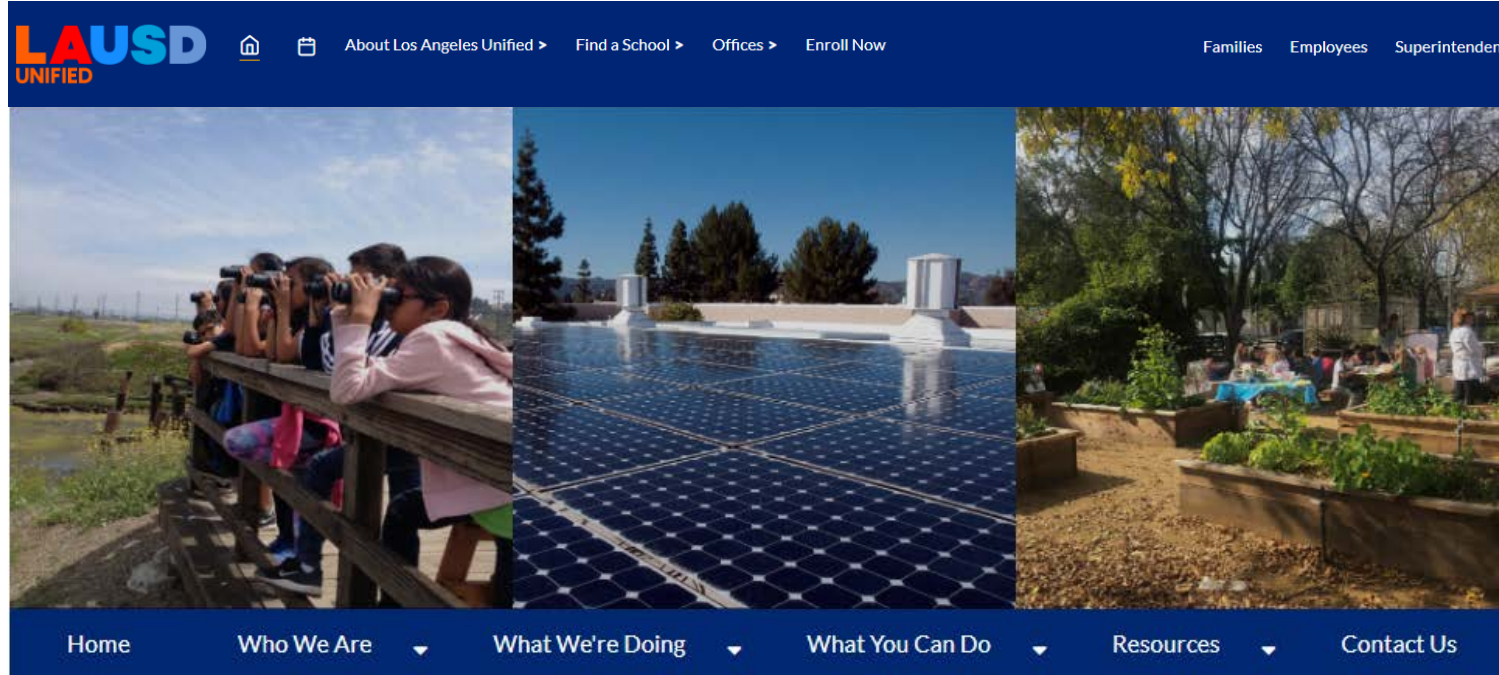 LAUSD
UNIFIED
About Los Angeles Unified > Find a School > Offices > Enroll Now
Families Employees Superintenden
Home Who We Are What We're Doing What You Can Do Resources Contact Us